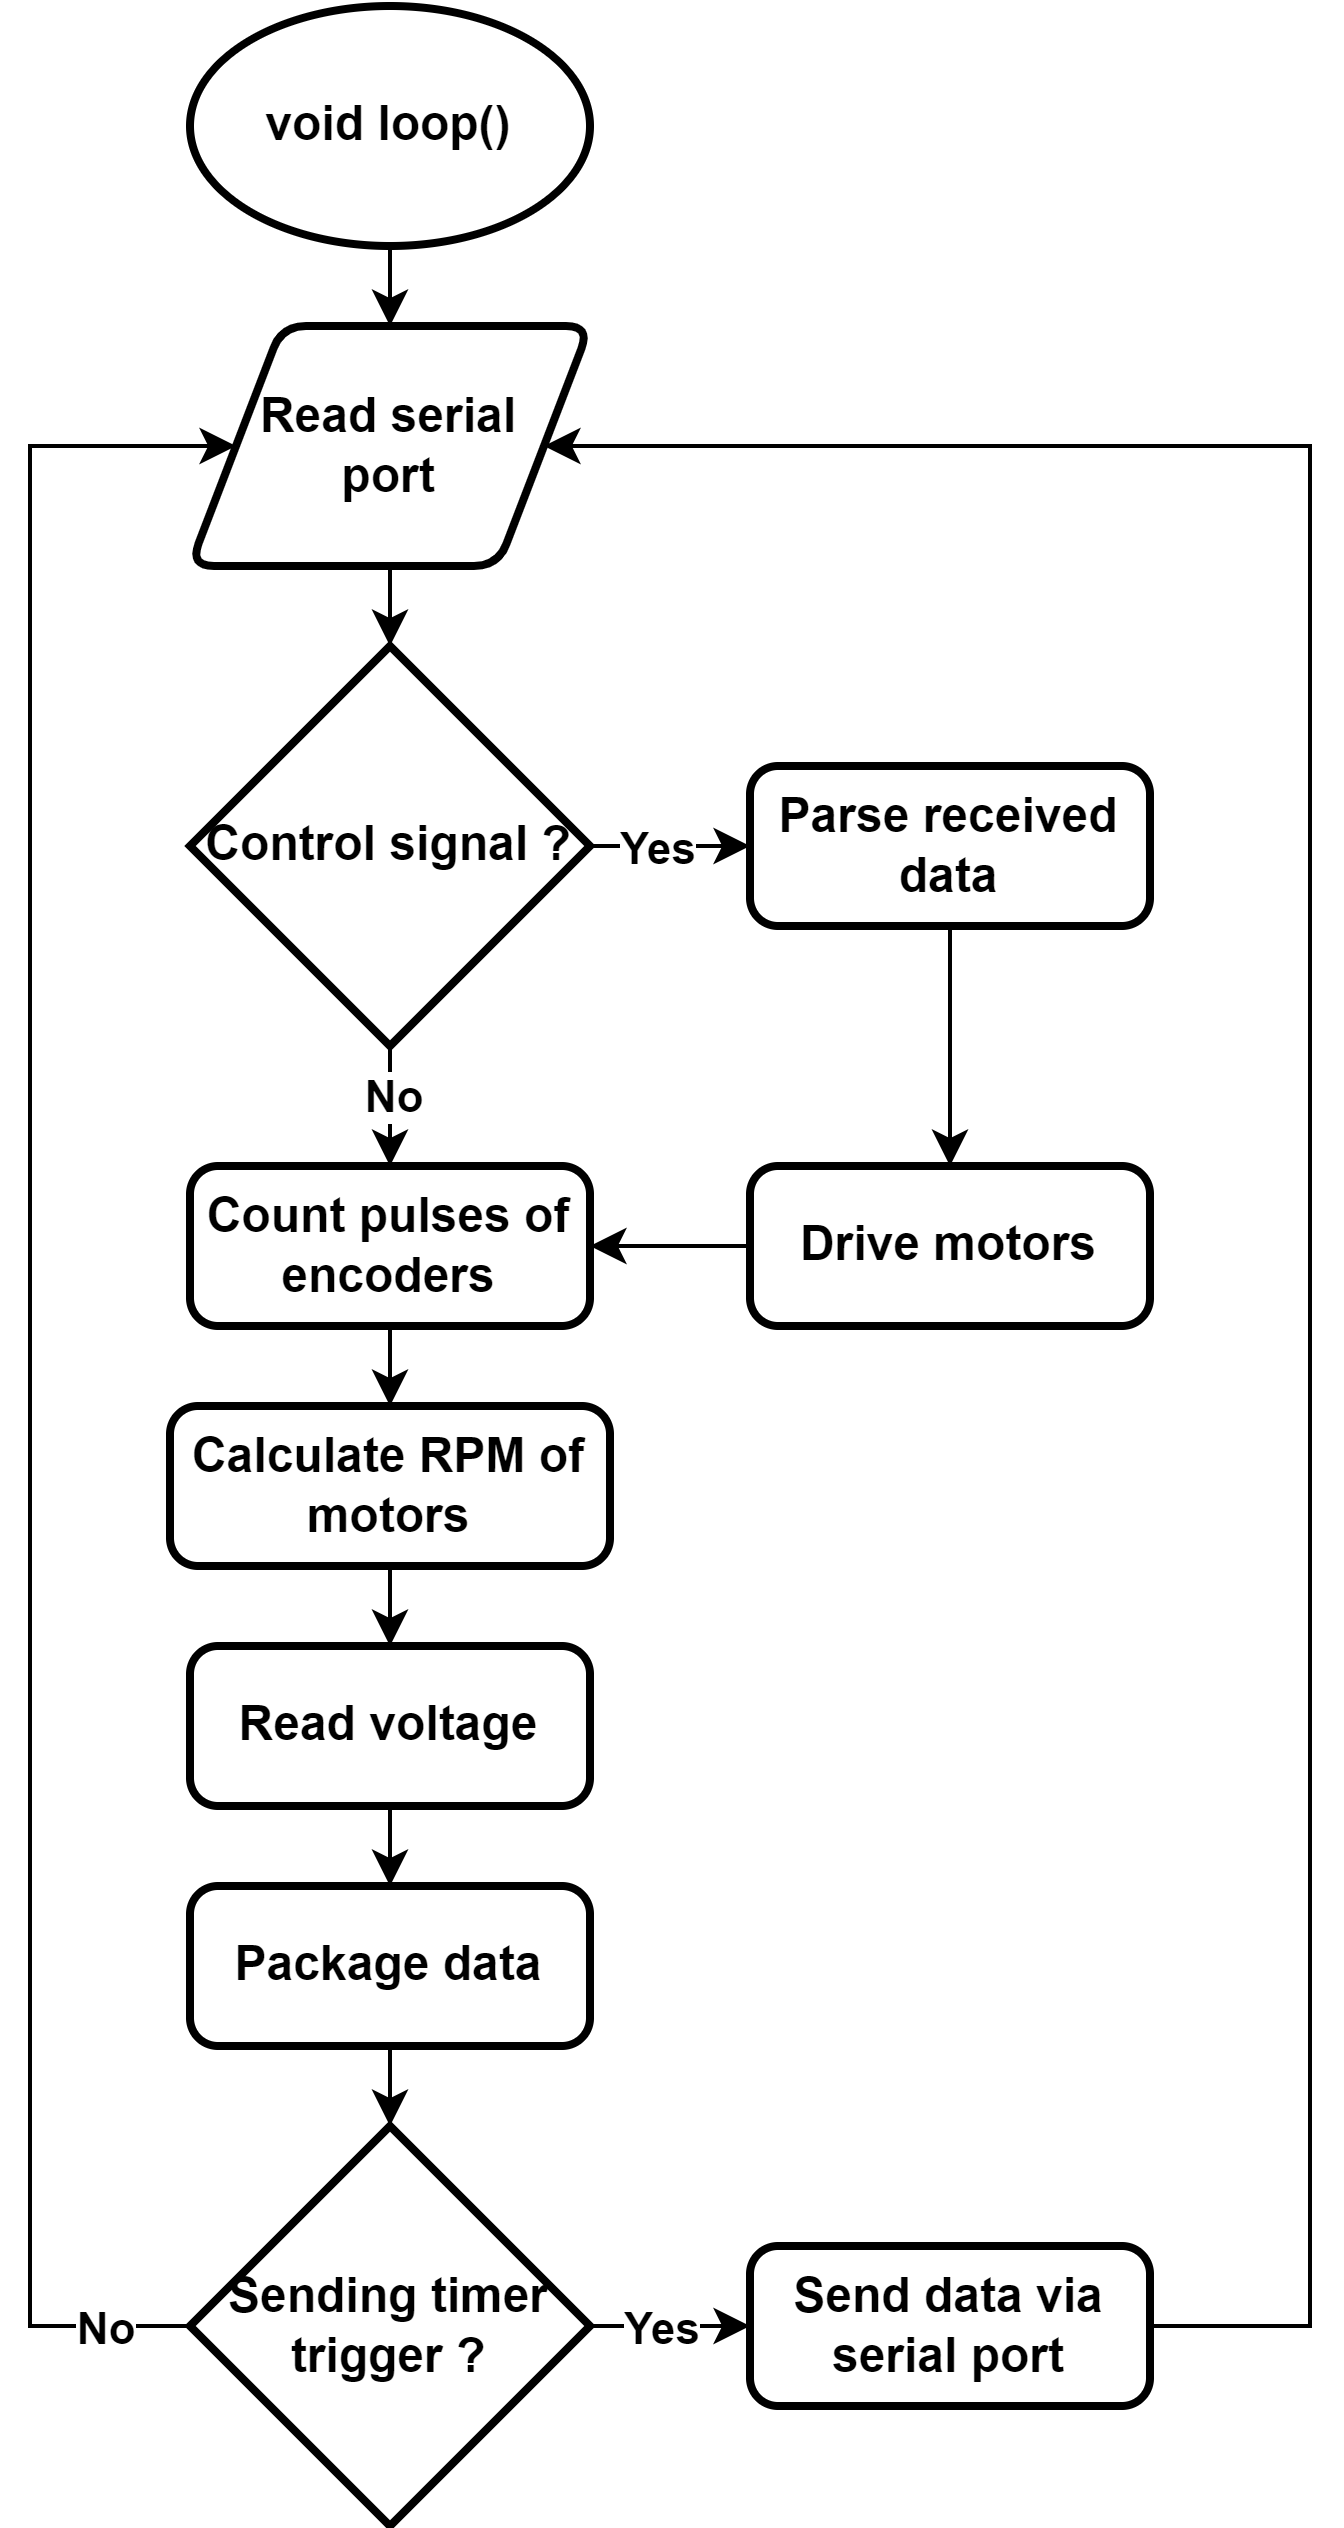 void loop()
Read serial
port
Control signal ?
Yes
Parse received
data
No
Count pulses of
encoders
Drive motors
Calculate RPM of
motors
Read voltage
Package data
Sending timer
trigger ?
No
Yes
Send data via
serial port